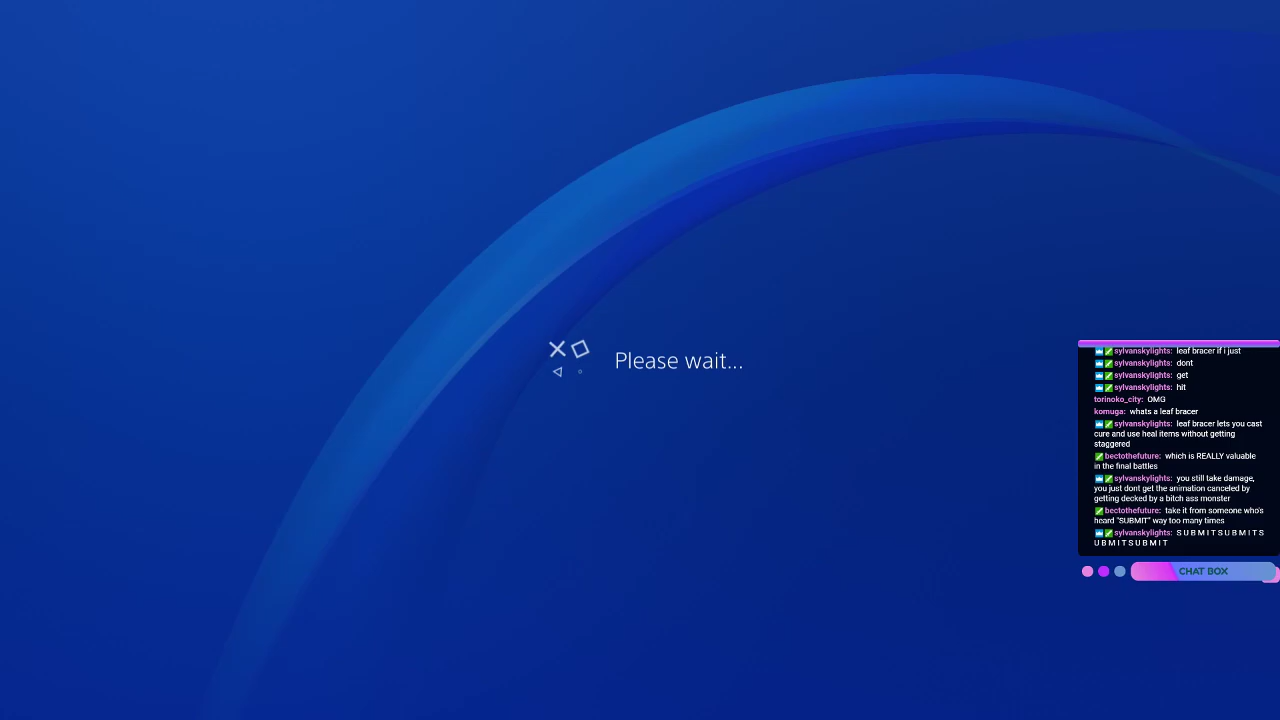 Please wait...
sylvanskylights: leaf bracer if i just
sylvanskylights: dont
sylvanskylights: get
sylvanskylights: hit
torinoko_city: OMG
komuga: whats a leaf bracer
sylvanskylights: leaf bracer lets you cast
cure and use heal items without getting
staggered
bectothefuture: which is REALLY valuable
in the final battles
sylvanskylights: you still take damage,
you just dont get the animation canceled by
getting decked by a bitch ass monster
bectothefuture: take it from someone who's
heard "SUBMIT" way too many times
sylvanskylights: S U B M I T S U B M I T S
U B M I T S U B M I T
CHAT BOX